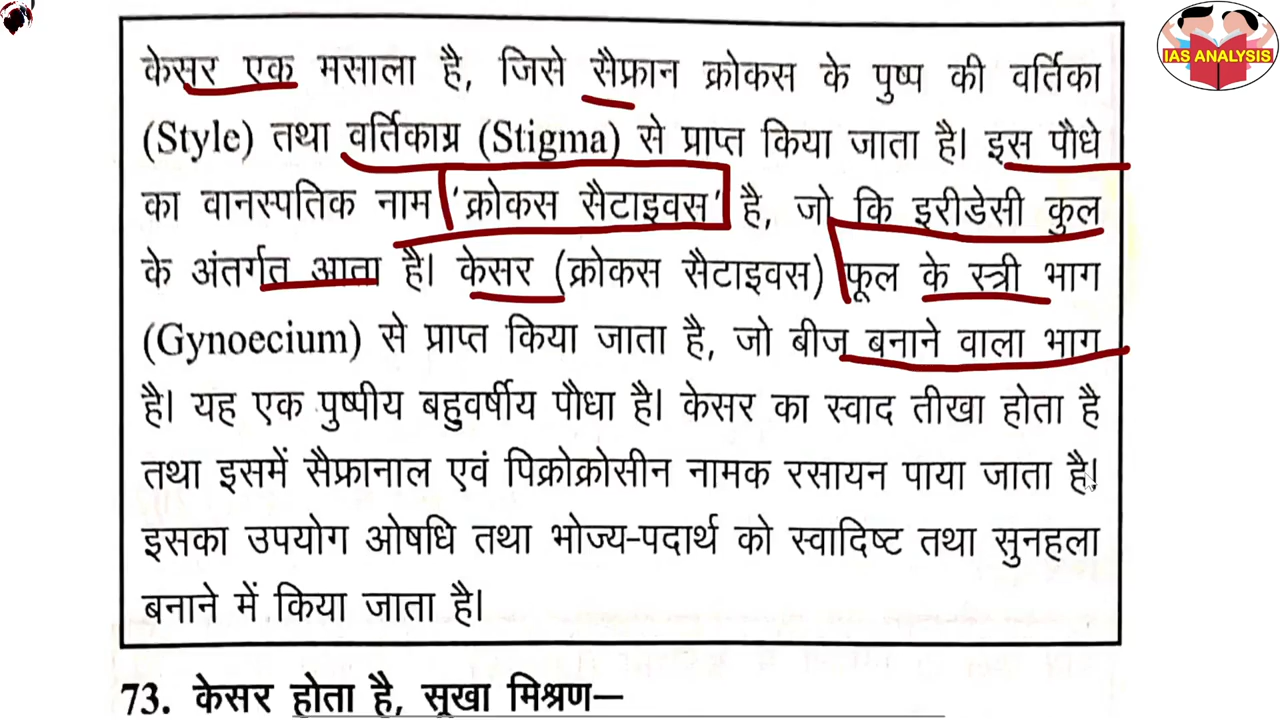 केसर एक मसाला है, जिसे सैफ्रान क्रोकस के पुष्प की वर्तिका
(Style) तथा वर्तिकाग्र (Stigma) से प्राप्त किया जाता है। इस पौधे
का वानस्पतिक नाम 'क्रोकस सैटाइवस' है, जो कि इरीडेसी कुल
के अंतर्गत आता है। केसर (क्रोकस सैटाइवस) फूल के स्त्री भाग
(Gynoecium) से प्राप्त किया जाता है, जो बीज बनाने वाला भाग
है। यह एक पुष्पीय बहुवर्षीय पौधा है। केसर का स्वाद तीखा होता है
तथा इसमें सैफ्रानाल एवं पिक्रोक्रोसीन नामक रसायन पाया जाता है।
इसका उपयोग ओषधि तथा भोज्य-पदार्थ को स्वादिष्ट तथा सुनहला
बनाने में किया जाता है।
73. केसर होता है, सूखा मिश्रण–
IAS ANALYSIS